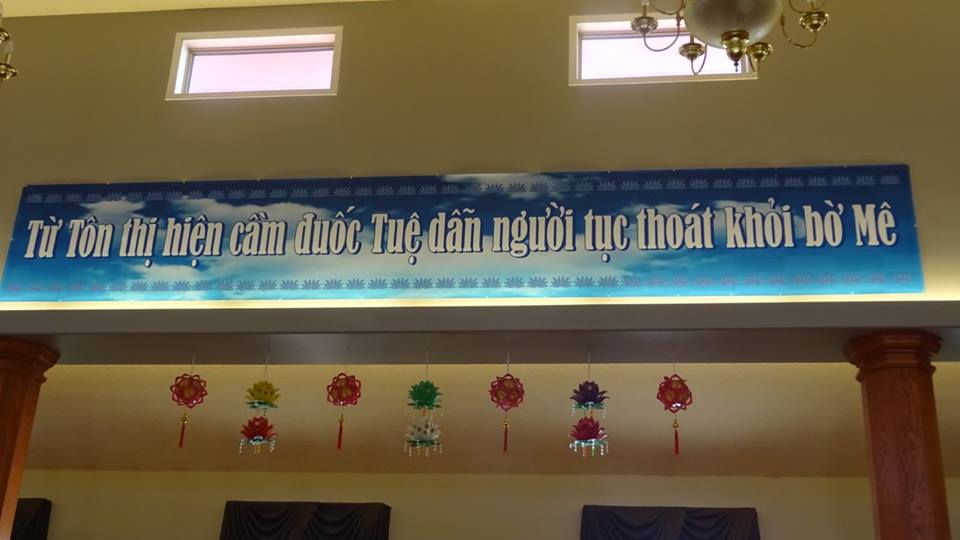 Từ Tôn thị hiện cầm đuốc Tuệ dẫn người tục thoát khỏi bờ Mê